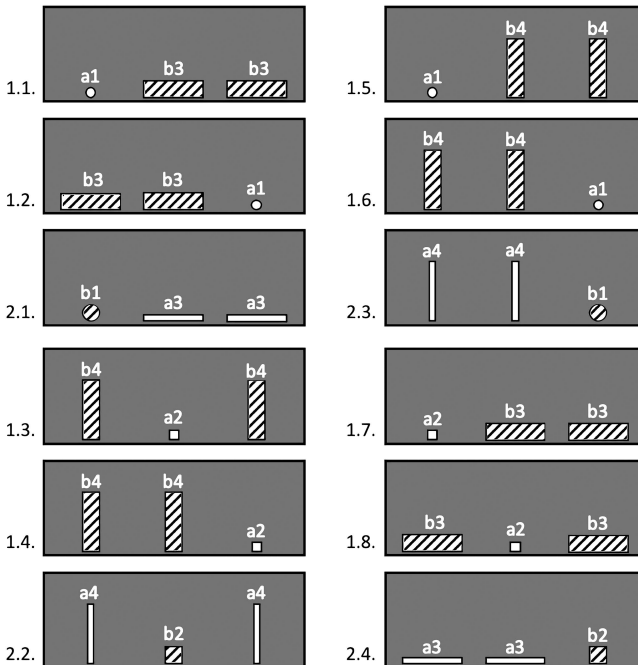 1.1. a1 b3 b3
1.5. a1 b4 b4
1.2. b3 b3 a1
1.6. b4 b4 a1
2.1. b1 a3 a3
2.3. a4 a4 b1
1.3. b4 a2 b4
1.7. a2 b3 b3
1.4. b4 b4 a2
1.8. b3 a2 b3
2.2. a4 b2 a4
2.4. a3 a3 b2